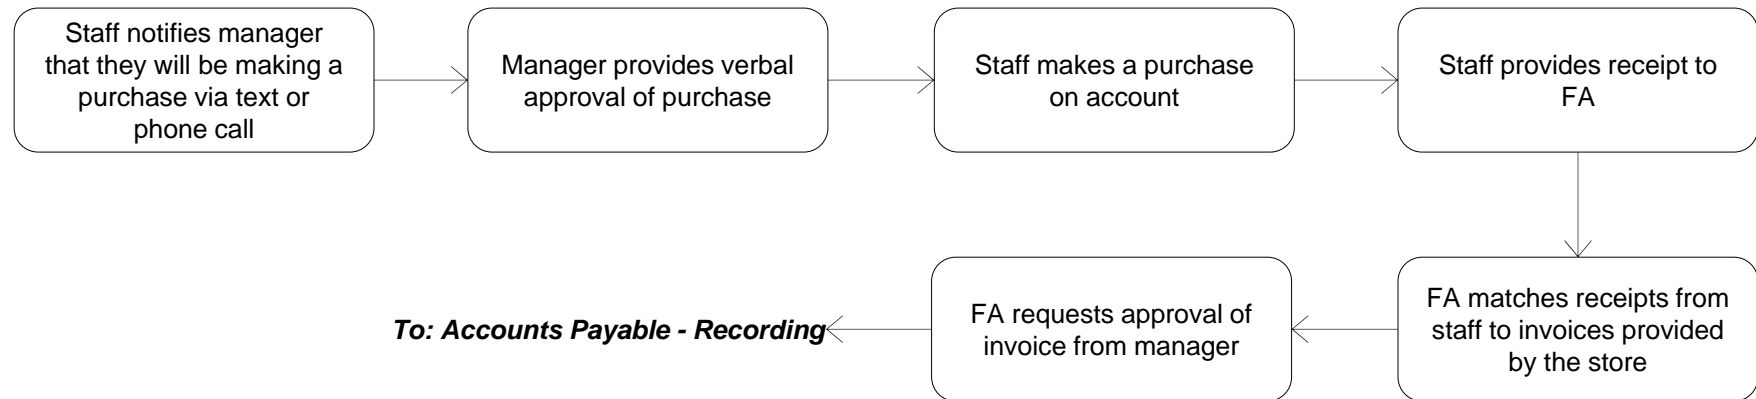 Staff notifies manager
that they will be making a
purchase via text or
phone call
Manager provides verbal
approval of purchase
Staff makes a purchase
on account
Staff provides receipt to
FA
FA matches receipts from
staff to invoices provided
by the store
FA requests approval of
invoice from manager
To: Accounts Payable - Recording